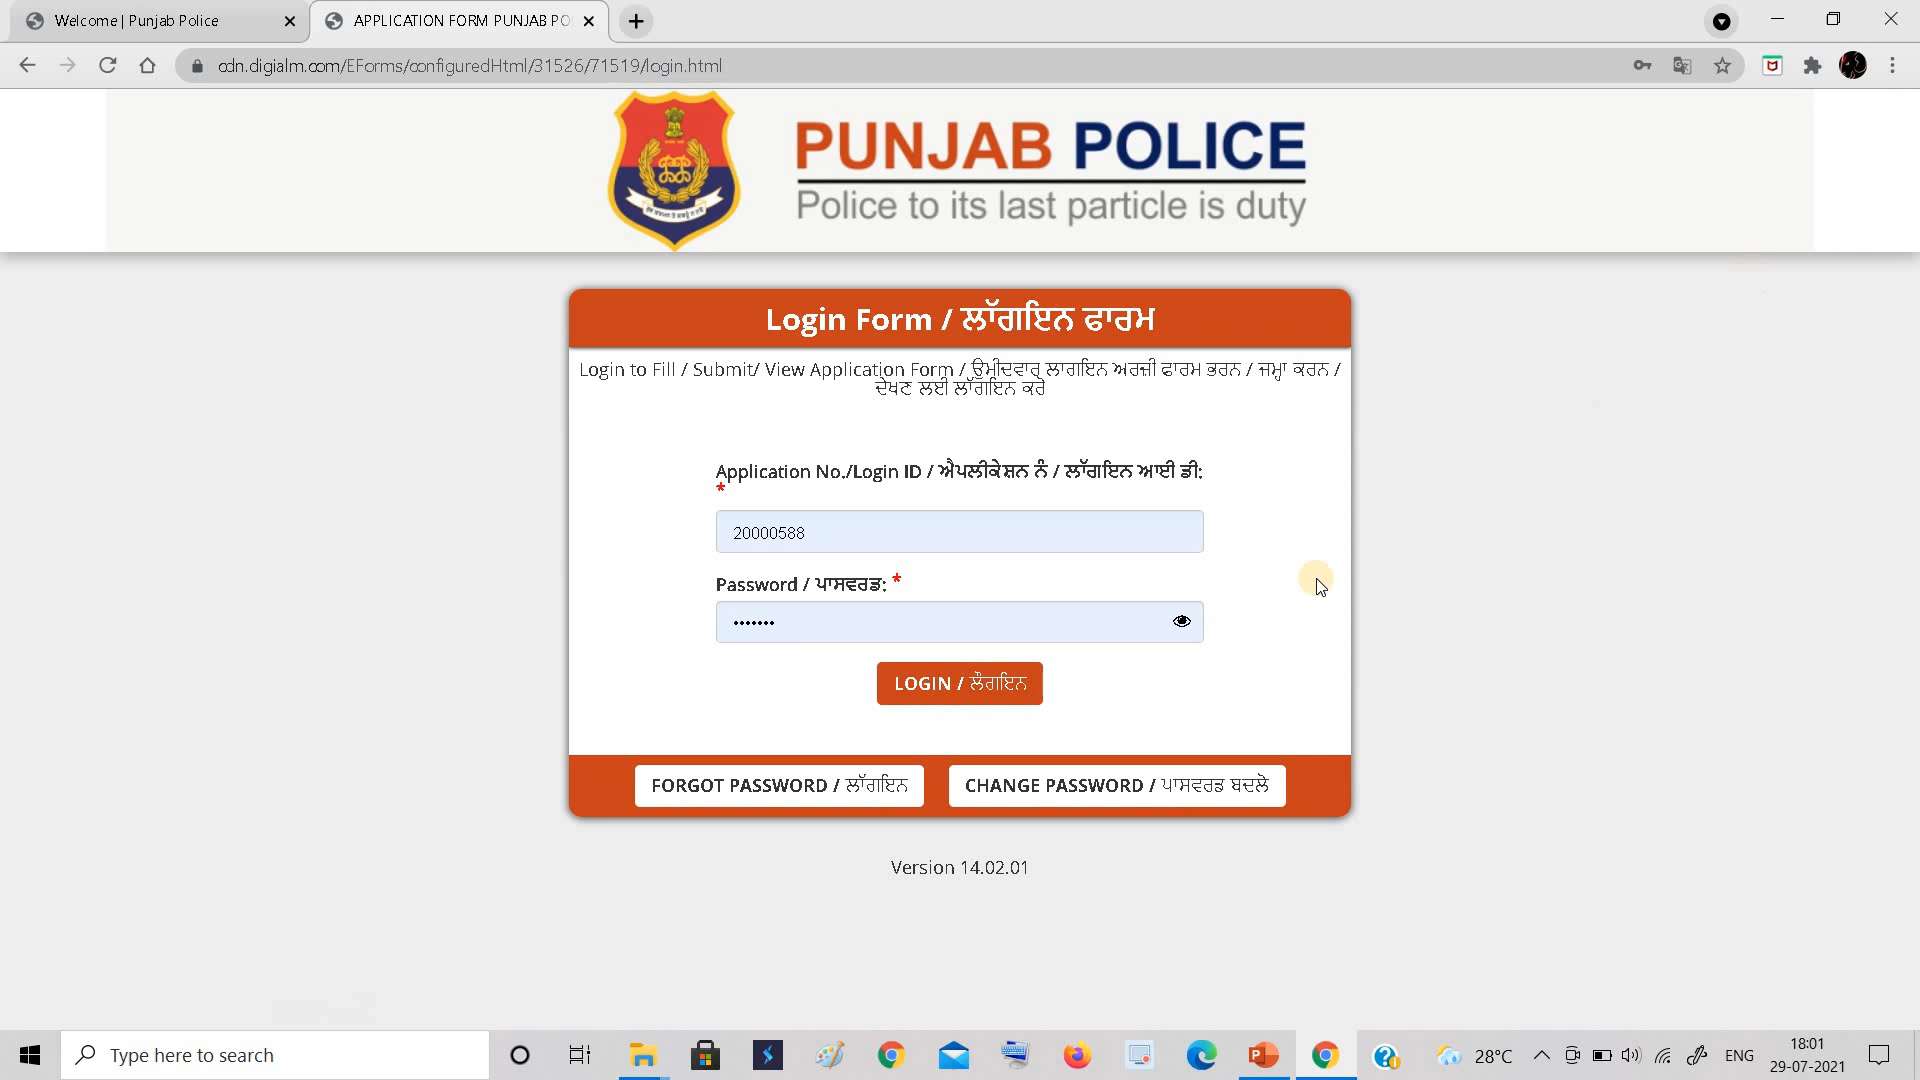 Welcome | Punjab Police
APPLICATION FORM PUNJAB PO
cdn.digialm.com/EForms/configuredHtml/31526/71519/login.html
PUNJAB POLICE
Police to its last particle is duty
Login Form / ਲਾੱਗਇਨ ਫਾਰਮ
Login to Fill / Submit/ View Application Form / ਉਮੀਦਵਾਰ ਲਾਗਇਨ ਅਰਜ਼ੀ ਫਾਰਮ ਭਰਨ / ਜਮ੍ਹਾ ਕਰਨ /
ਦੇਖਣ ਲਈ ਲਾੱਗਇਨ ਕਰੋ
Application No./Login ID / ਐਪਲੀਕੇਸ਼ਨ ਨੰ / ਲਾੱਗਇਨ ਆਈ ਡੀ:
*
20000588
Password / ਪਾਸਵਰਡ: *
•••••••
LOGIN / ਲੌਗਇਨ
FORGOT PASSWORD / ਲਾੱਗਇਨ
CHANGE PASSWORD / ਪਾਸਵਰਡ ਬਦਲੋ
Version 14.02.01
Type here to search
28°C
ENG
18:01
29-07-2021